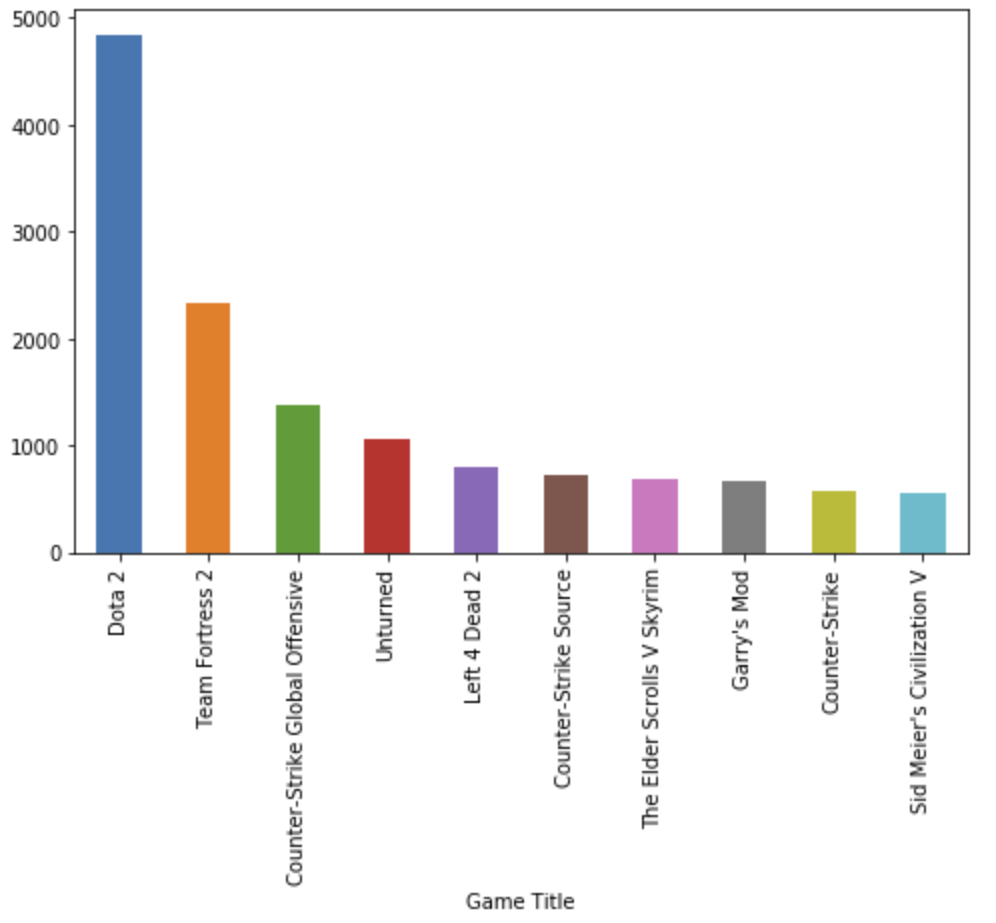 5000
4000
3000
2000
1000
0
Dota 2
Team Fortress 2
Counter-Strike Global Offensive
Unturned
Left 4 Dead 2
Counter-Strike Source
The Elder Scrolls V Skyrim
Garry's Mod
Counter-Strike
Sid Meier's Civilization V
Game Title